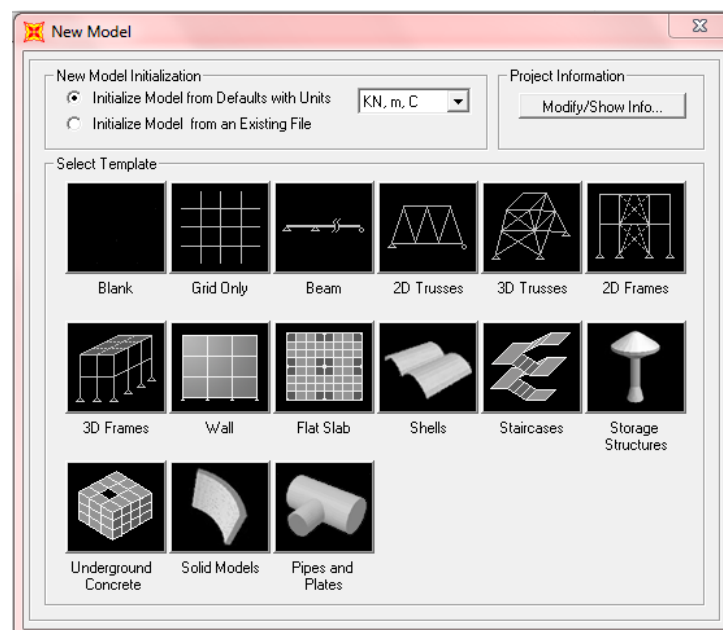 New Model
New Model Initialization
Initialize Model from Defaults with Units
KN, m, C
Initialize Model from an Existing File
Project Information
Modify/Show Info...
Select Template
Blank
Grid Only
Beam
2D Trusses
3D Trusses
2D Frames
3D Frames
Wall
Flat Slab
Shells
Staircases
Storage
Structures
Underground
Concrete
Solid Models
Pipes and
Plates